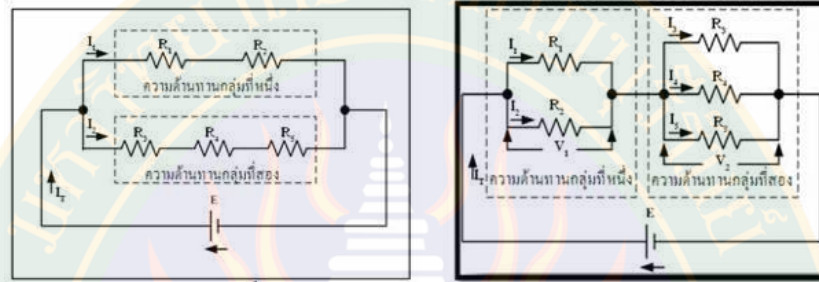 I₁ R₁ R₂
ความต้านทานกลุ่มที่หนึ่ง
I₂ R₃ R₄ R₅
ความต้านทานกลุ่มที่สอง
I_T
E
I₁ R₁
I₂ R₂
V₁
ความต้านทานกลุ่มที่หนึ่ง
I₃ R₃
I₄ R₄
I₅
V₂
ความต้านทานกลุ่มที่สอง
I_T
E